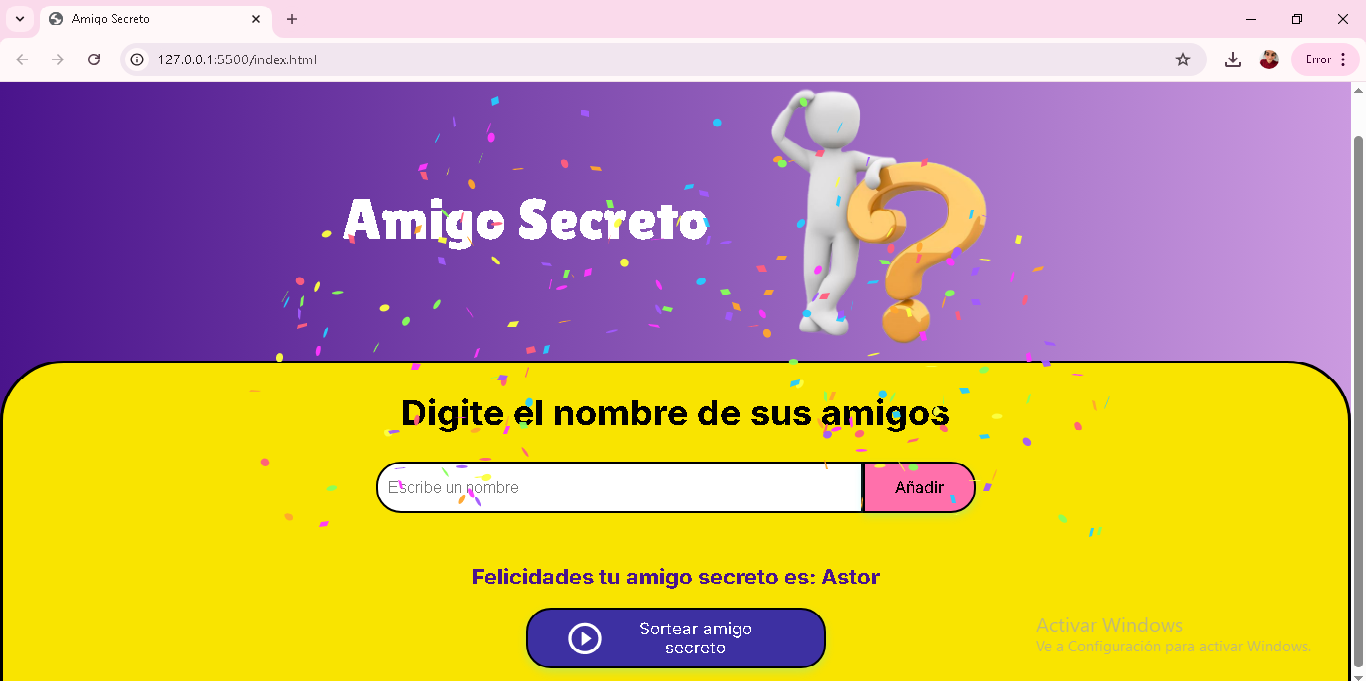 Amigo Secreto
127.0.0.1:5500/index.html
Error
Amigo Secreto
Digite el nombre de sus amigos
Escribe un nombre
Añadir
Felicidades tu amigo secreto es: Astor
Sortear amigo
secreto
Activar Windows
Ve a Configuración para activar Windows.